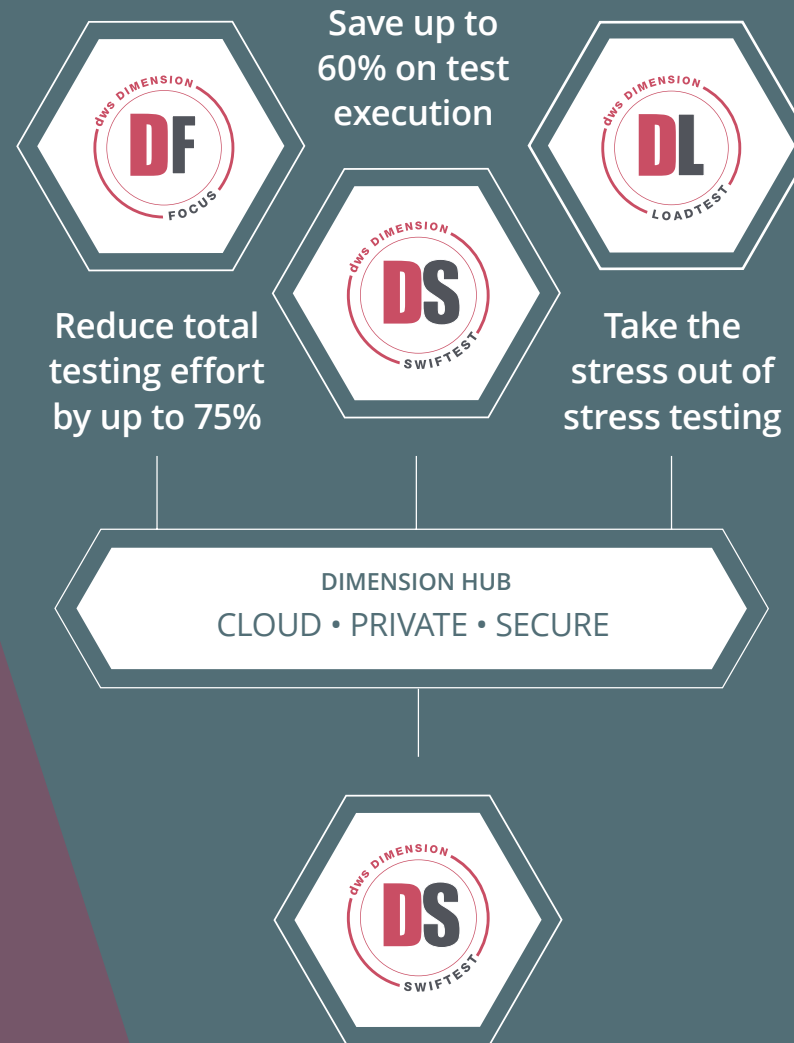 Save up to
60% on test
execution
dws DIMENSION
DF
FOCUS
dws DIMENSION
DL
LOADTEST
dws DIMENSION
DS
SWIFTEST
Reduce total
testing effort
by up to 75%
Take the
stress out of
stress testing
DIMENSION HUB
CLOUD • PRIVATE • SECURE
dws DIMENSION
DS
SWIFTEST